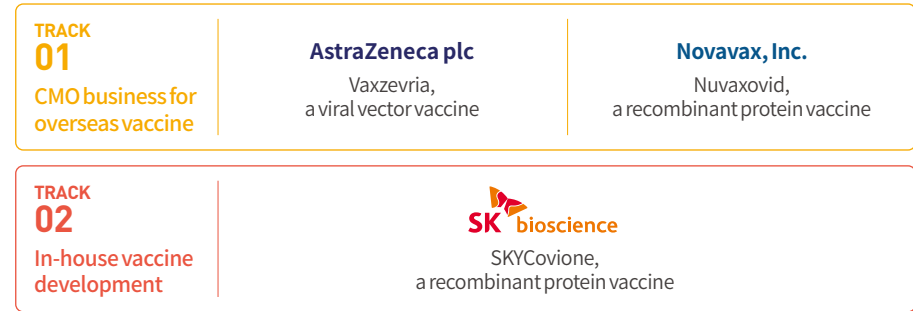 TRACK
01
CMO business for
overseas vaccine
AstraZeneca plc
Vaxzevria,
a viral vector vaccine
Novavax, Inc.
Nuvaxovid,
a recombinant protein vaccine
TRACK
02
In-house vaccine
development
SK bioscience
SKYCovione,
a recombinant protein vaccine